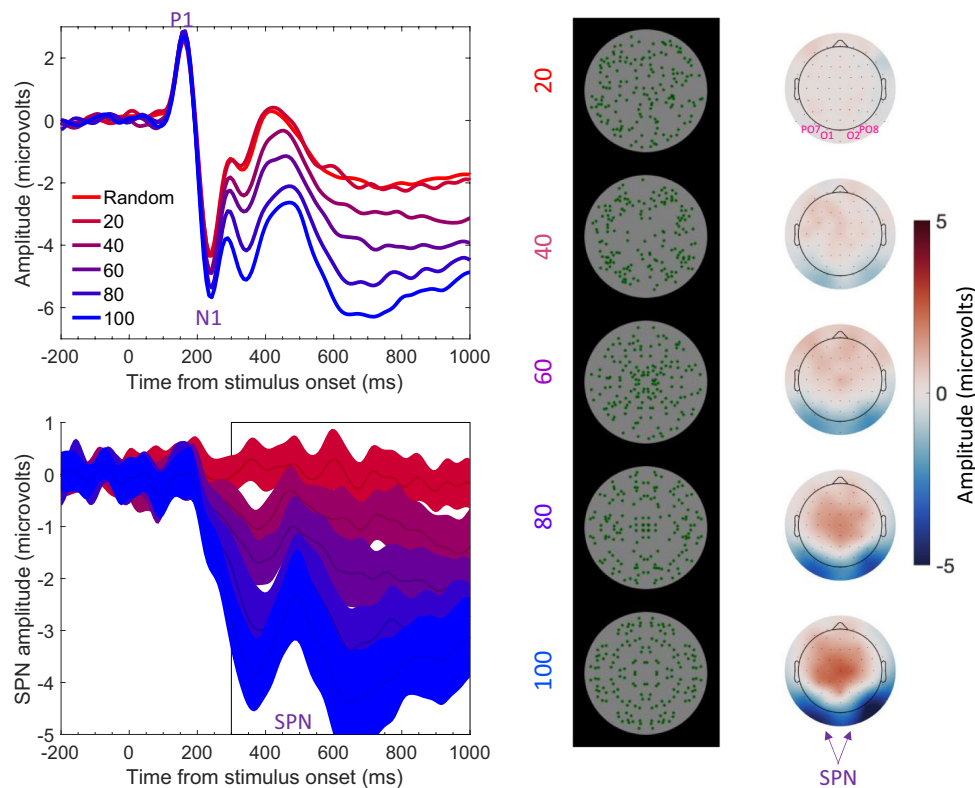 P1
2
0
-2
-4
-6
Amplitude (microvolts)
Random
20
40
60
80
100
N1
-200 0 200 400 600 800 1000
Time from stimulus onset (ms)
1
0
-1
-2
-3
-4
-5
SPN amplitude (microvolts)
SPN
-200 0 200 400 600 800 1000
Time from stimulus onset (ms)
20
40
60
80
100
PO7 O1 O2 PO8
5
0
-5
Amplitude (microvolts)
SPN